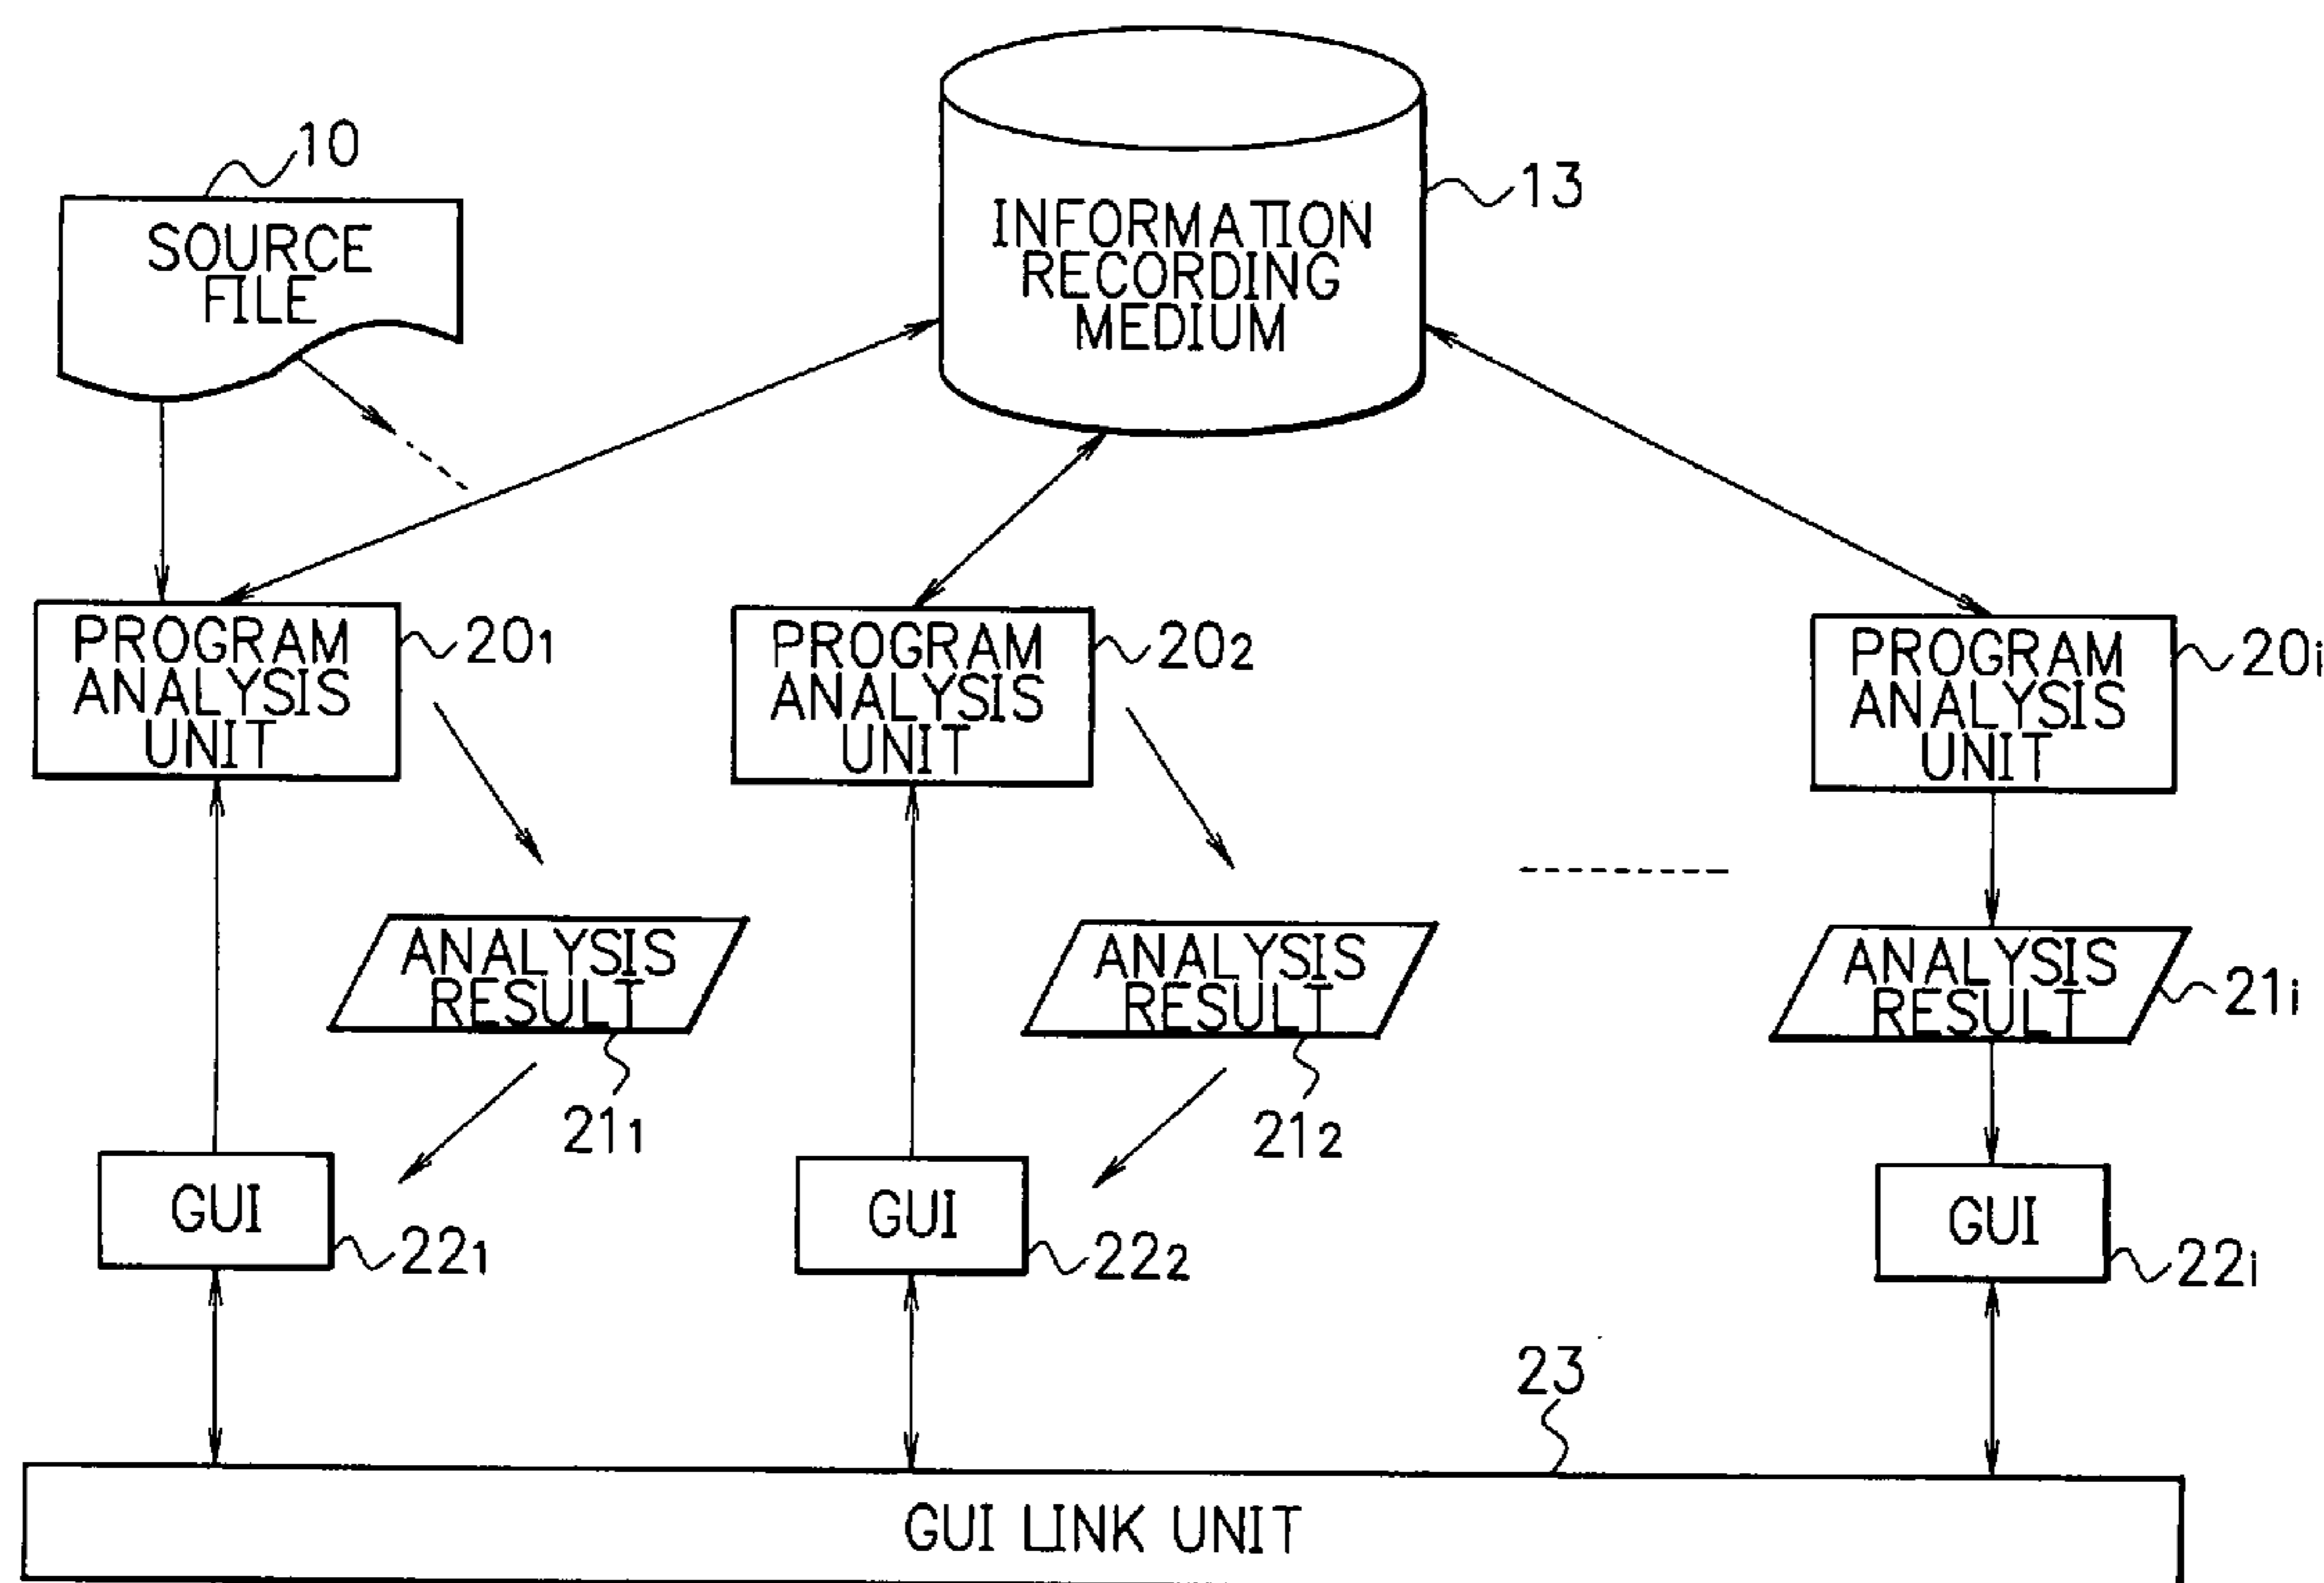 10
SOURCE
FILE
INFORMATION
RECORDING
MEDIUM
13
PROGRAM
ANALYSIS
UNIT
201
PROGRAM
ANALYSIS
UNIT
202
PROGRAM
ANALYSIS
UNIT
20i
ANALYSIS
RESULT
211
ANALYSIS
RESULT
212
ANALYSIS
RESULT
21i
GUI
221
GUI
222
GUI
22i
23
GUI LINK UNIT